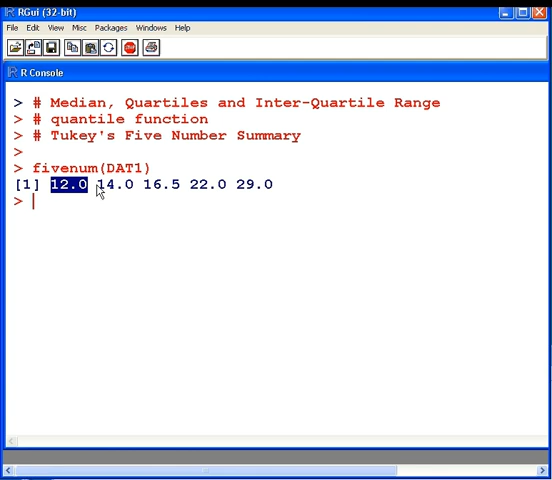 RGui (32-bit)
File Edit View Misc Packages Windows Help
STOP
R Console
> # Median, Quartiles and Inter-Quartile Range
> # quantile function
> # Tukey's Five Number Summary
>
> fivenum(DAT1)
[1] 12.0 14.0 16.5 22.0 29.0
>